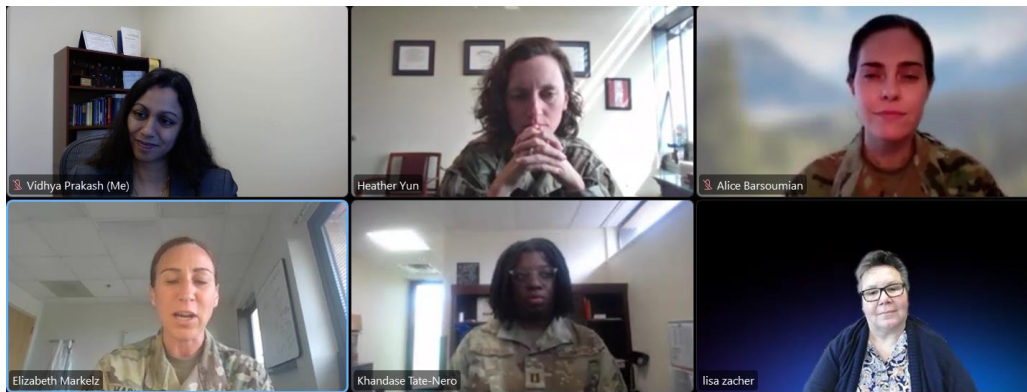 Vidhya Prakash (Me)
Heather Yun
Alice Barsoumian
Elizabeth Markelz
Khandase Tate-Nero
lisa zacher